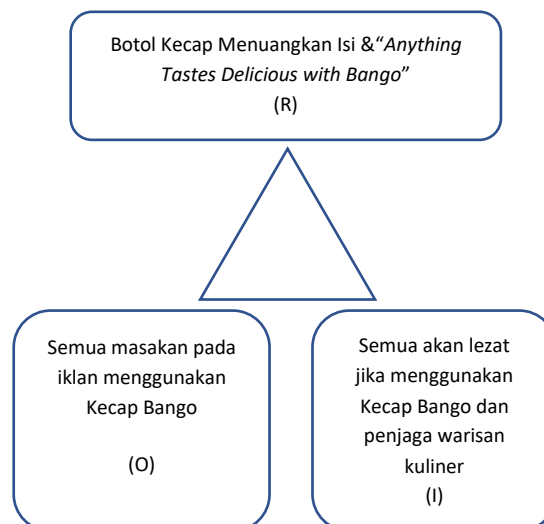 Botol Kecap Menuangkan Isi &“Anything
Tastes Delicious with Bango”
(R)
Semua masakan pada
iklan menggunakan
Kecap Bango
(O)
Semua akan lezat
jika menggunakan
Kecap Bango dan
penjaga warisan
kuliner
(I)